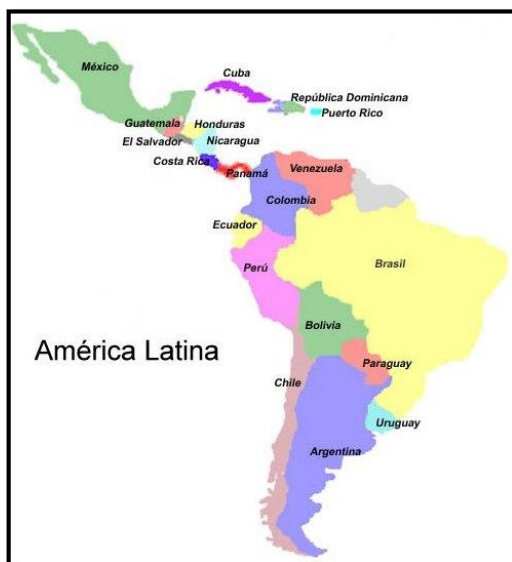 México
Cuba
República Dominicana
Puerto Rico
Guatemala
Honduras
El Salvador
Nicaragua
Costa Rica
Panamá
Venezuela
Colombia
Ecuador
Perú
Brasil
Bolivia
América Latina
Paraguay
Chile
Uruguay
Argentina